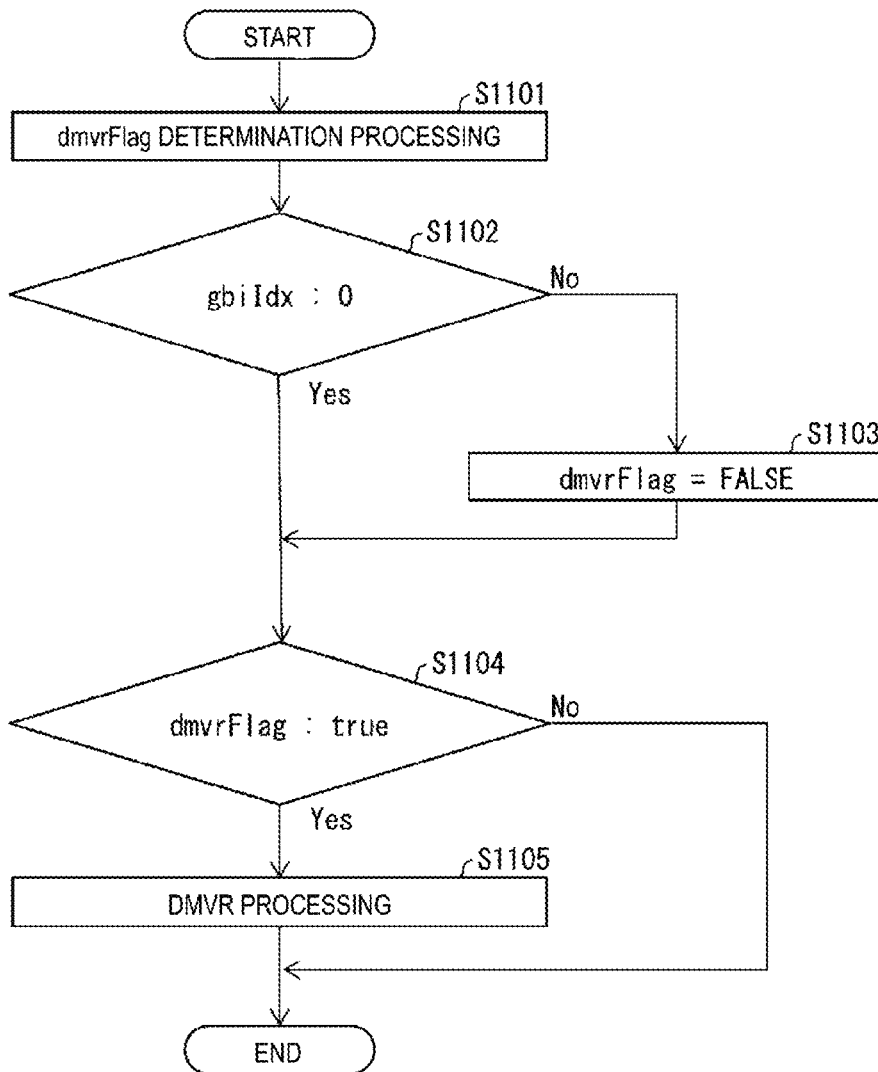 START
S1101
dmvrFlag DETERMINATION PROCESSING
S1102
gbiIdx : 0
No
Yes
S1103
dmvrFlag = FALSE
S1104
dmvrFlag : true
No
Yes
S1105
DMVR PROCESSING
END